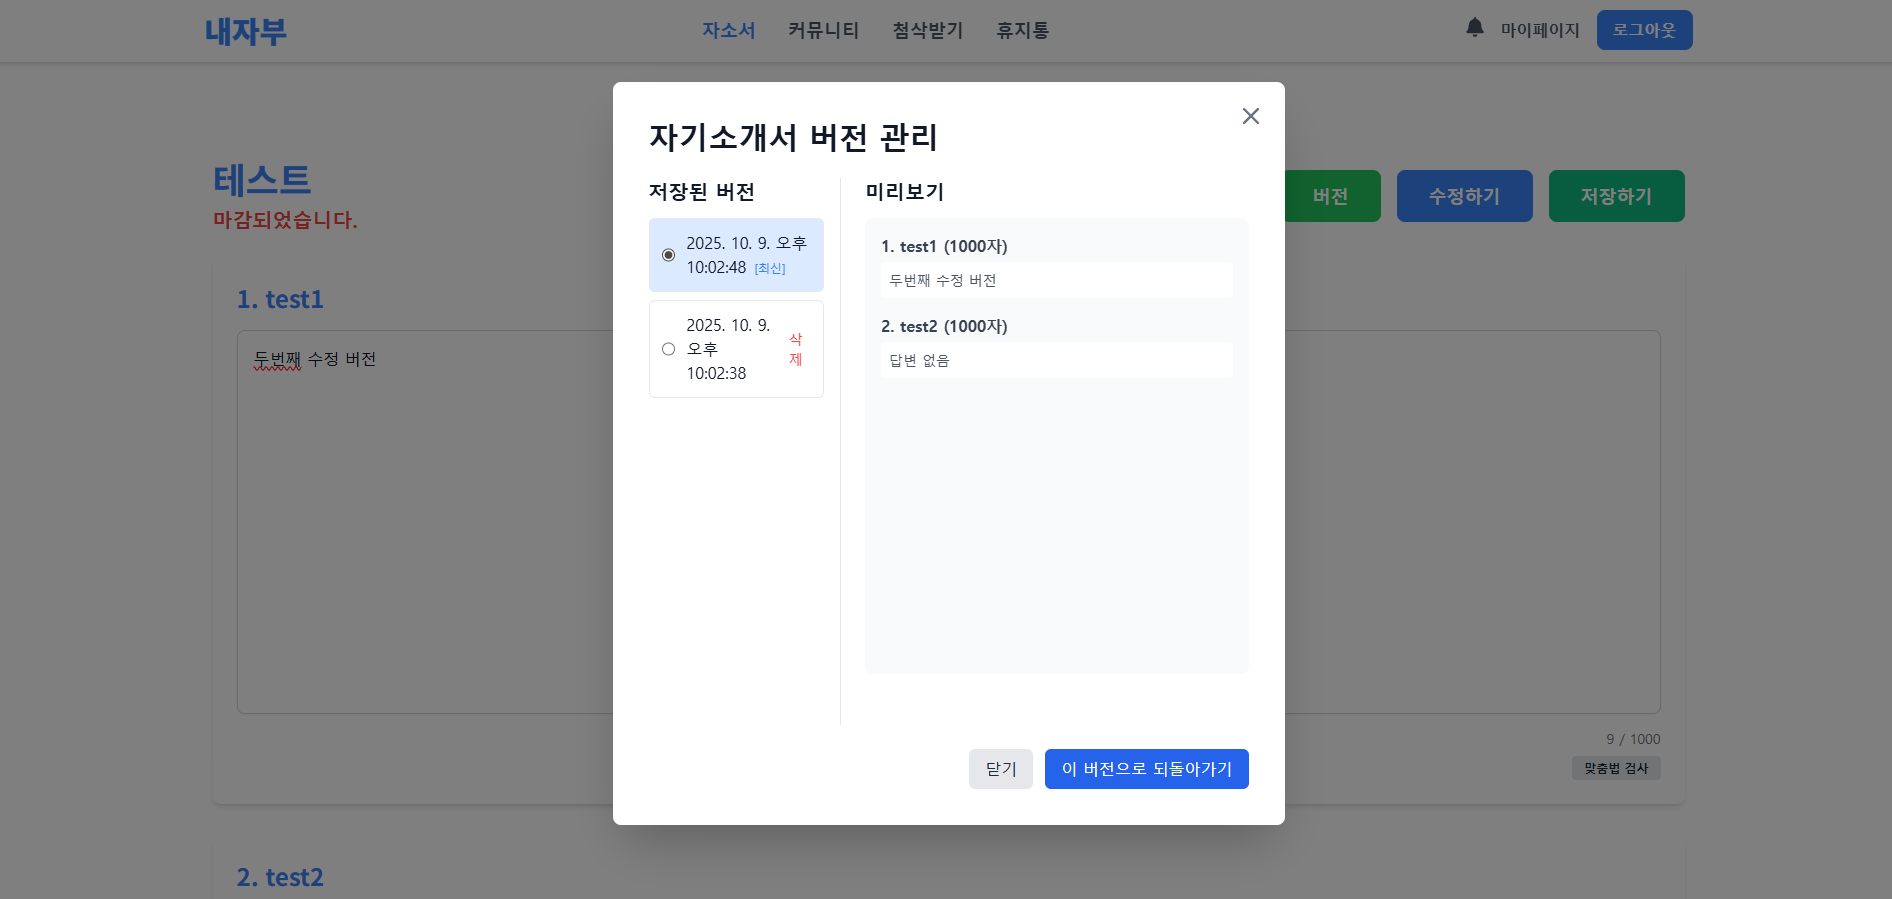 내자부
자소서 커뮤니티 첨삭받기 휴지통
마이페이지 로그아웃
테스트
마감되었습니다.
버전 수정하기 저장하기
1. test1
두번째 수정 버전
9 / 1000
맞춤법 검사
2. test2
자기소개서 버전 관리
저장된 버전
2025. 10. 9. 오후
10:02:48 [최신]
2025. 10. 9.
오후
10:02:38
삭
제
미리보기
1. test1 (1000자)
두번째 수정 버전
2. test2 (1000자)
답변 없음
닫기 이 버전으로 되돌아가기